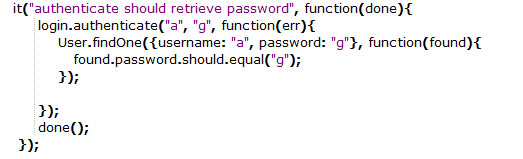 it("authenticate should retrieve password", function(done){
login.authenticate("a", "g", function(err){
User.findOne({username: "a", password: "g"}, function(found){
found.password.should.equal("g");
});
});
done();
});